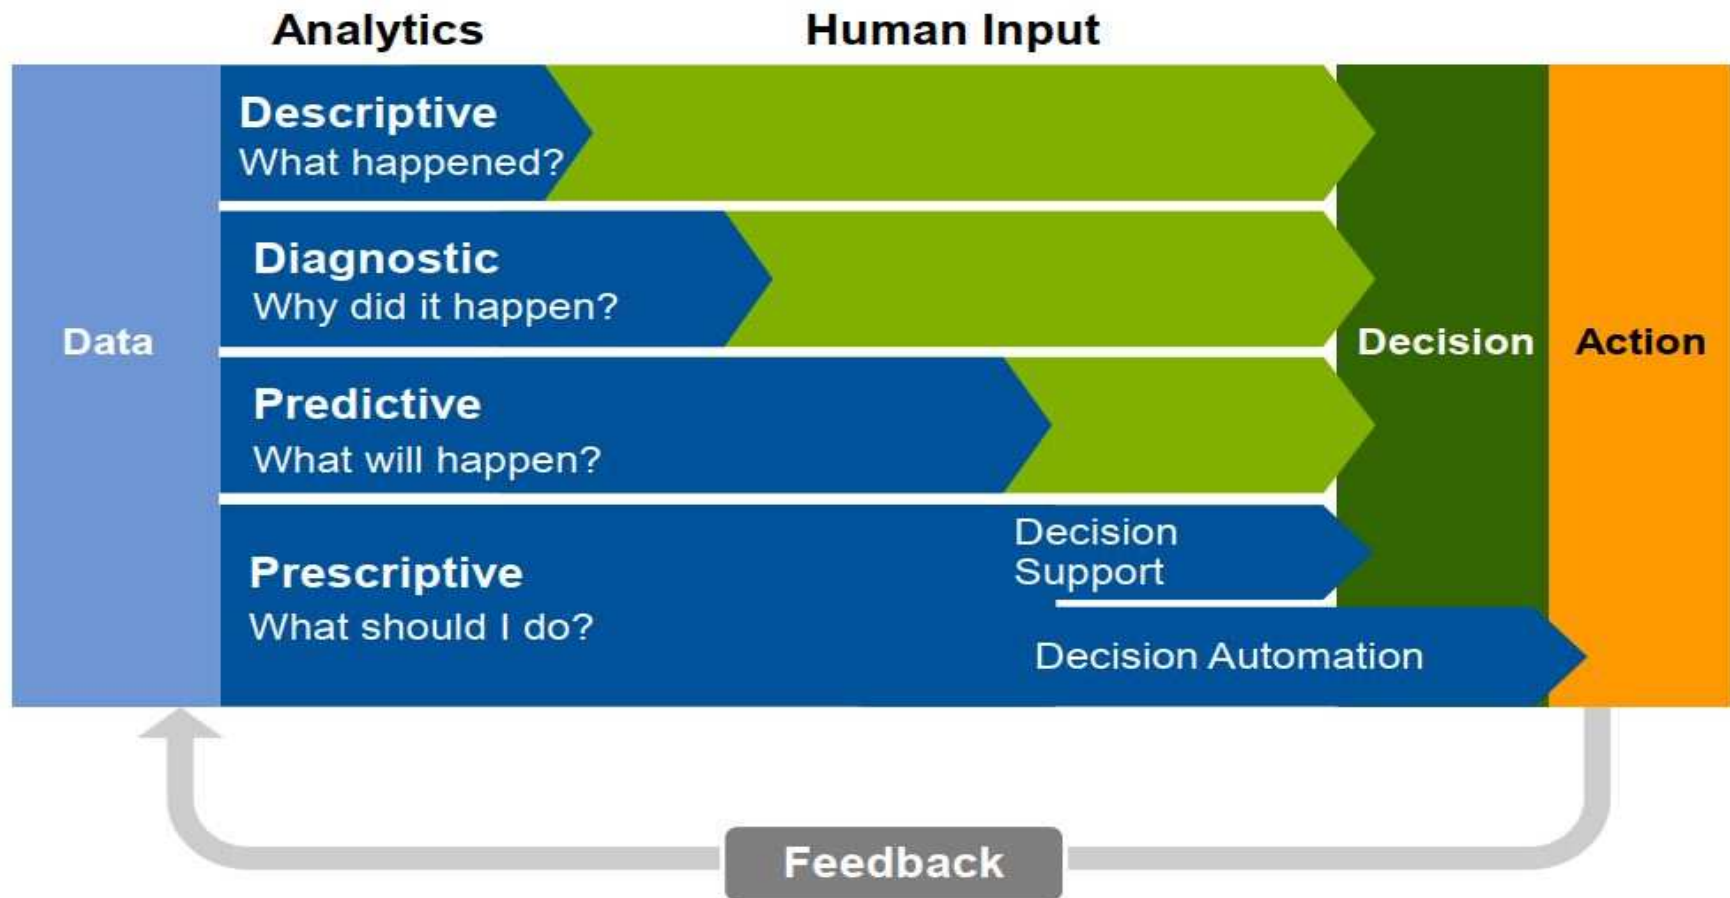 Analytics
Human Input
Descriptive
What happened?
Diagnostic
Why did it happen?
Data
Decision
Action
Predictive
What will happen?
Decision
Support
Prescriptive
What should I do?
Decision Automation
Feedback